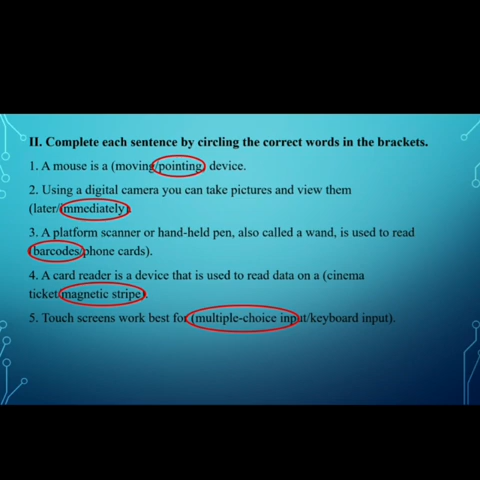 II. Complete each sentence by circling the correct words in the brackets.
1. A mouse is a (moving/pointing) device.
2. Using a digital camera you can take pictures and view them
(later/immediately).
3. A platform scanner or hand-held pen, also called a wand, is used to read
(barcodes/phone cards).
4. A card reader is a device that is used to read data on a (cinema
ticket/magnetic stripe).
5. Touch screens work best for (multiple-choice input/keyboard input).